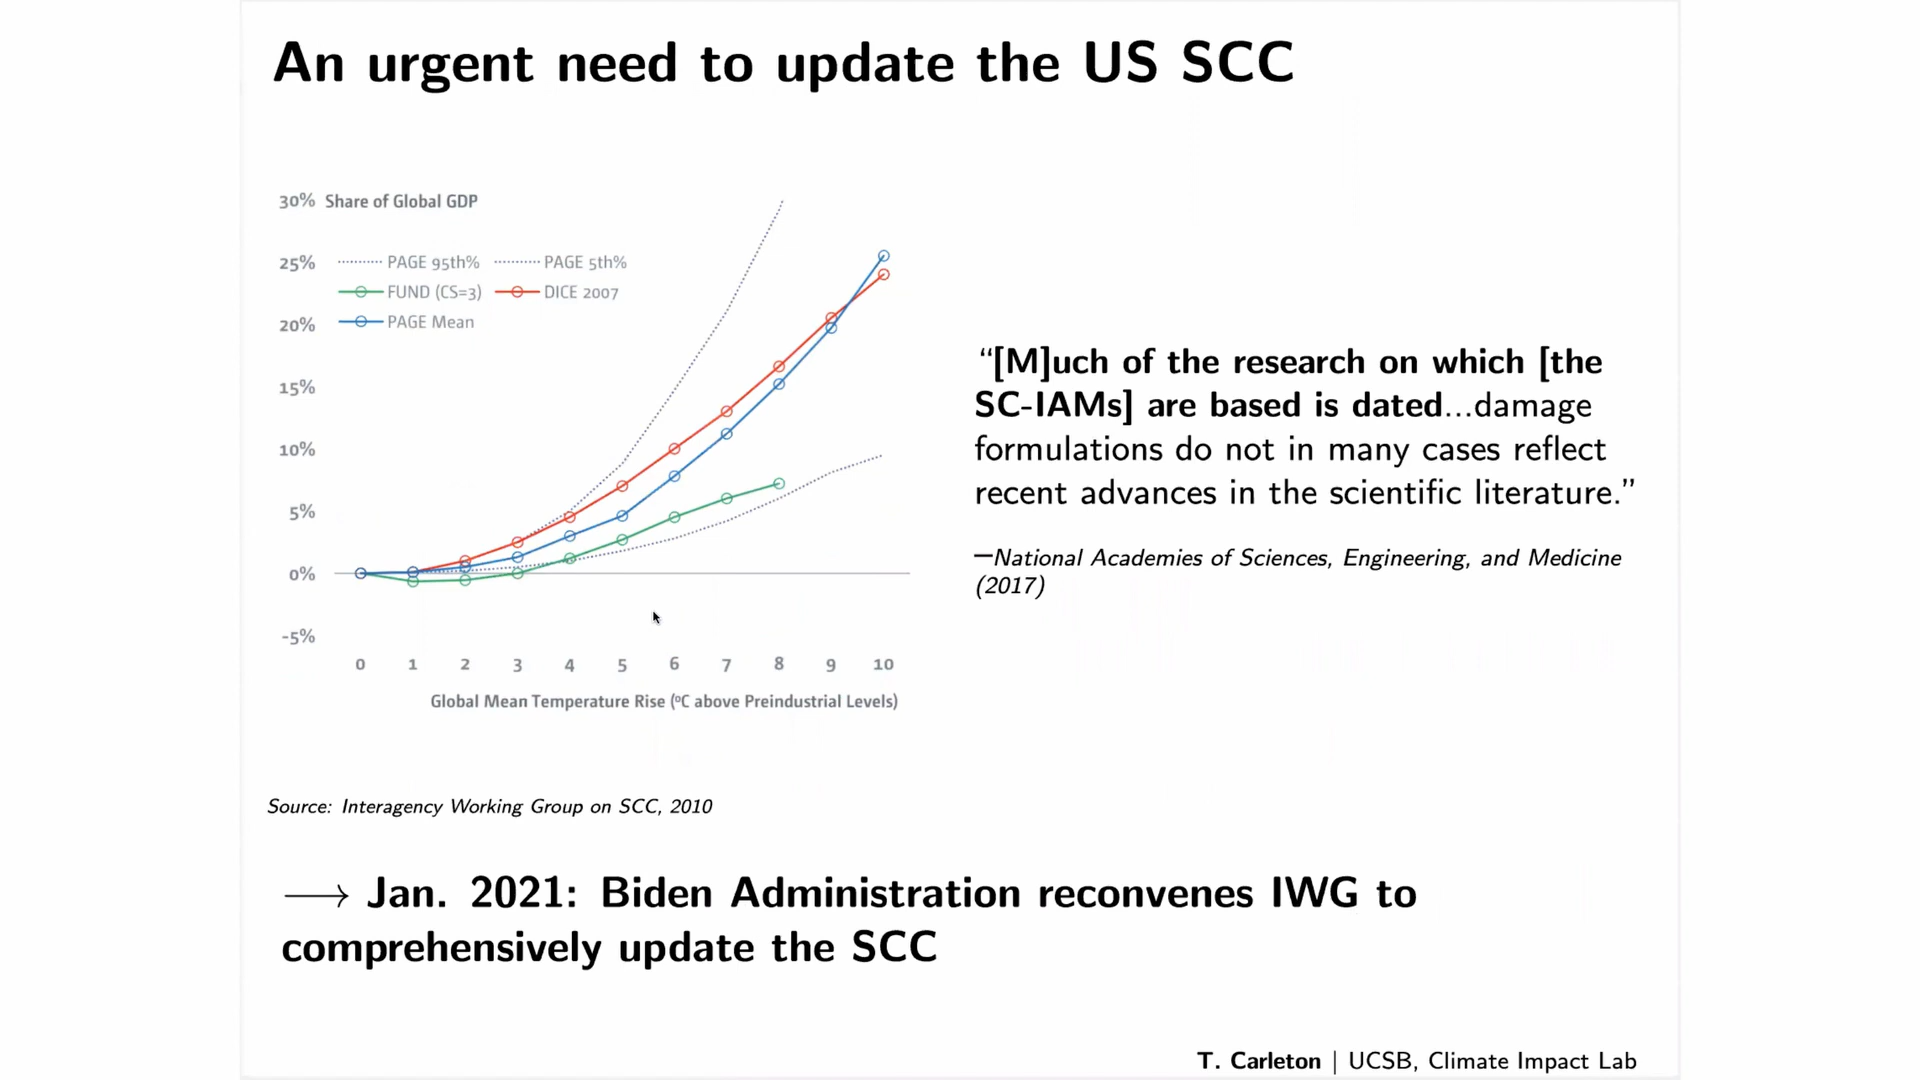 An urgent need to update the US SCC
30% Share of Global GDP
25%
20%
15%
10%
5%
0%
-5%
PAGE 95th% PAGE 5th%
FUND (CS=3) DICE 2007
PAGE Mean
0 1 2 3 4 5 6 7 8 9 10
Global Mean Temperature Rise (ºC above Preindustrial Levels)
“[M]uch of the research on which [the
SC-IAMs] are based is dated...damage
formulations do not in many cases reflect
recent advances in the scientific literature.”
—National Academies of Sciences, Engineering, and Medicine
(2017)
Source: Interagency Working Group on SCC, 2010
⟶ Jan. 2021: Biden Administration reconvenes IWG to
comprehensively update the SCC
T. Carleton | UCSB, Climate Impact Lab